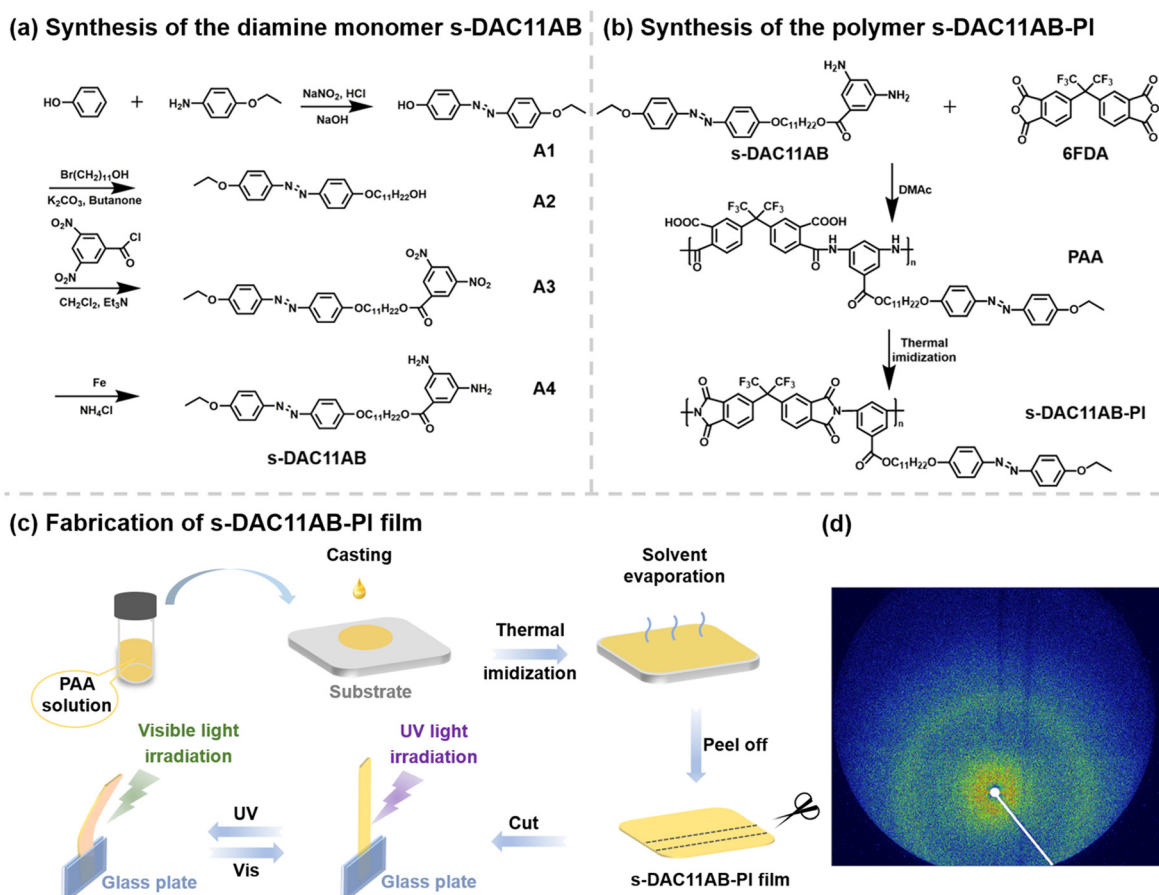 (a) Synthesis of the diamine monomer s-DAC11AB
HO
+
H₂N
O
NaNO₂, HCl
NaOH
HO
N
N
O
A1
Br(CH₂)₁₁OH
K₂CO₃, Butanone
O
N
N
OC₁₁H₂₂OH
A2
NO₂
Cl
O
NO₂
CH₂Cl₂, Et₃N
O
N
N
OC₁₁H₂₂O
O
NO₂
NO₂
A3
Fe
NH₄Cl
O
N
N
OC₁₁H₂₂O
O
H₂N
NH₂
A4
s-DAC11AB
(b) Synthesis of the polymer s-DAC11AB-PI
O
N
N
O-C₁₁H₂₂O
O
H₂N
NH₂
s-DAC11AB
+
O
O
O
F₃C
CF₃
O
O
O
6FDA
DMAc
HOOC
F₃C
CF₃
COOH
O
O
H
N
H
N
n
O
OC₁₁H₂₂O
N
N
O
PAA
Thermal
imidization
O
N
O
F₃C
CF₃
O
N
O
n
O
OC₁₁H₂₂O
N
N
O
s-DAC11AB-PI
(c) Fabrication of s-DAC11AB-PI film
PAA
solution
Casting
Substrate
Thermal
imidization
Solvent
evaporation
Peel off
s-DAC11AB-PI film
Cut
UV light
irradiation
Glass plate
UV
Vis
Visible light
irradiation
Glass plate
(d)